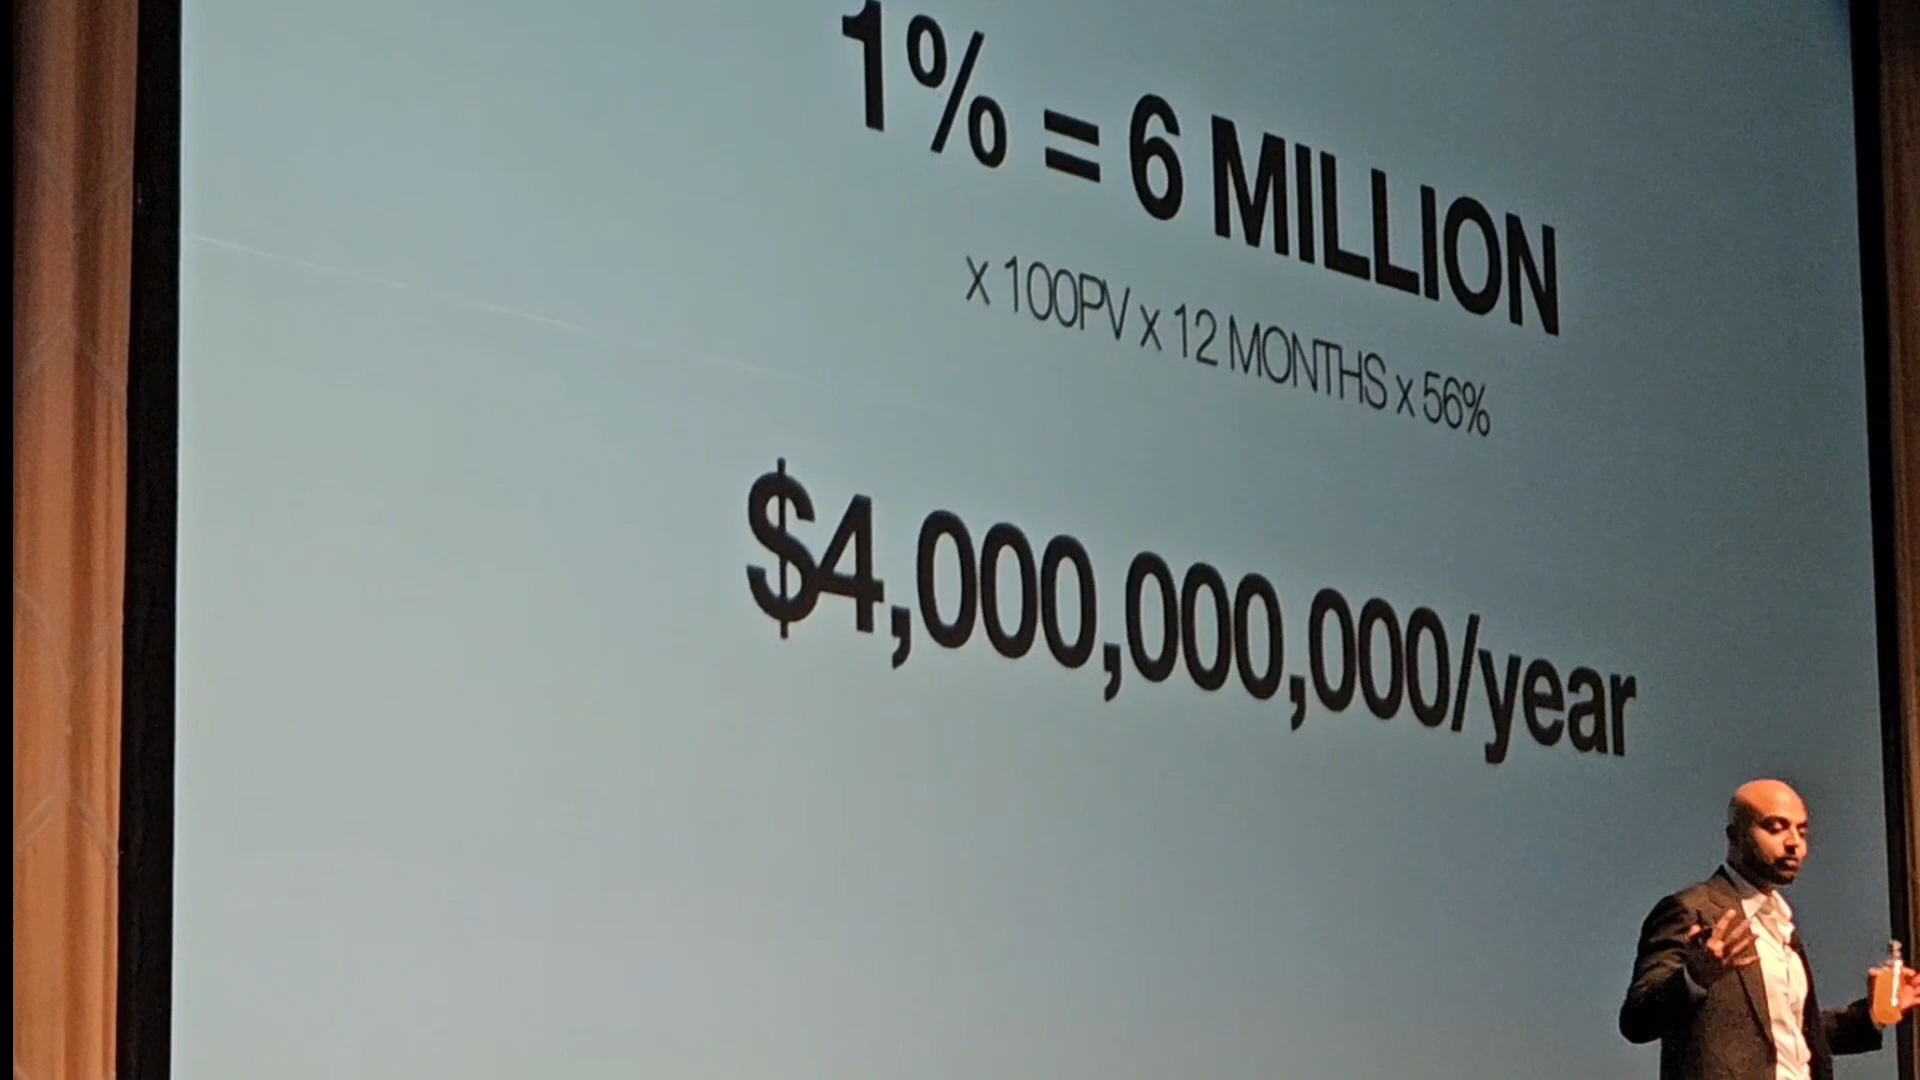 1% = 6 MILLION
x 100PV x 12 MONTHS x 56%
$4,000,000,000/year